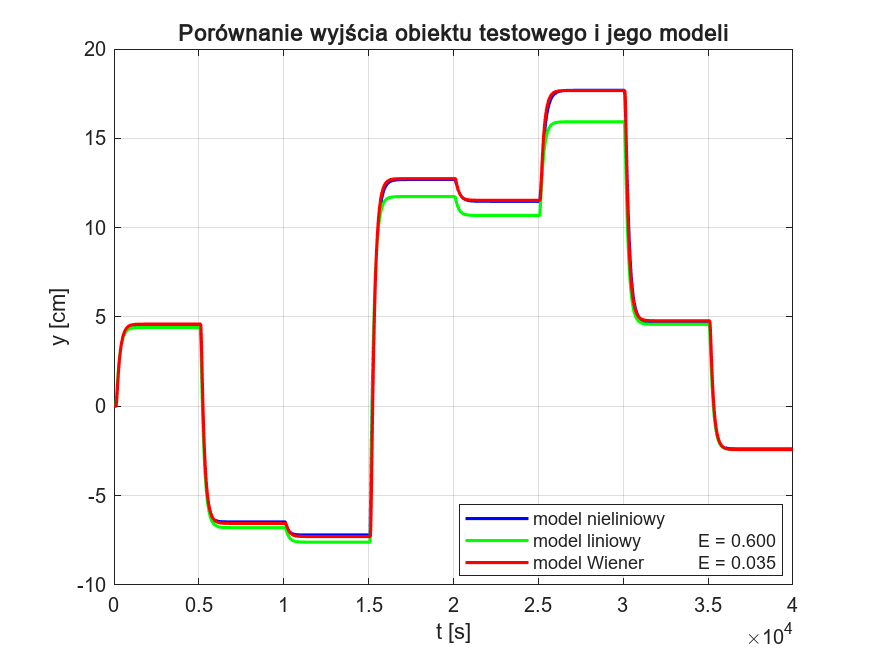 Porównanie wyjścia obiektu testowego i jego modeli
20
15
10
5
0
-5
-10
y [cm]
model nieliniowy
model liniowy E = 0.600
model Wiener E = 0.035
0 0.5 1 1.5 2 2.5 3 3.5 4
t [s]
×10⁴